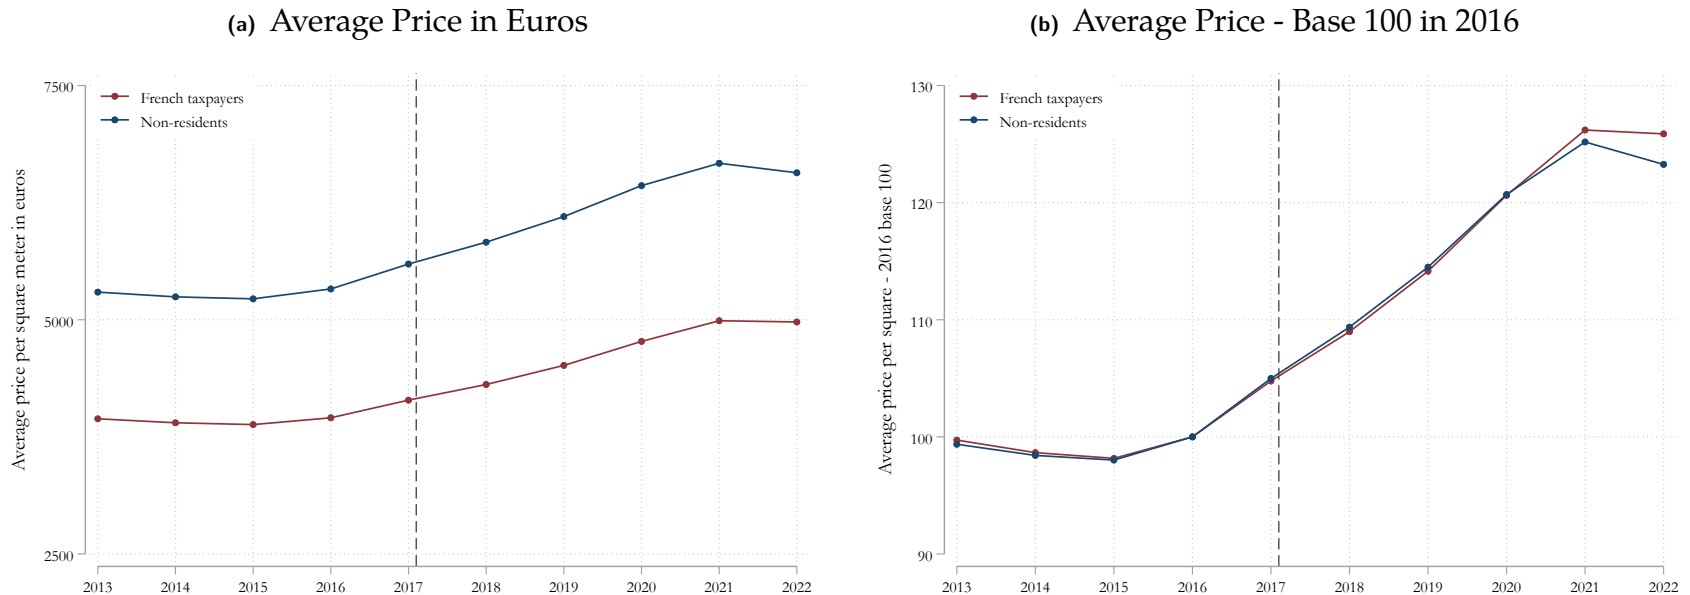 (a) Average Price in Euros
Average price per square meter in euros
7500
5000
2500
French taxpayers
Non-residents
2013 2014 2015 2016 2017 2018 2019 2020 2021 2022
(b) Average Price - Base 100 in 2016
Average price per square - 2016 base 100
130
120
110
100
90
French taxpayers
Non-residents
2013 2014 2015 2016 2017 2018 2019 2020 2021 2022